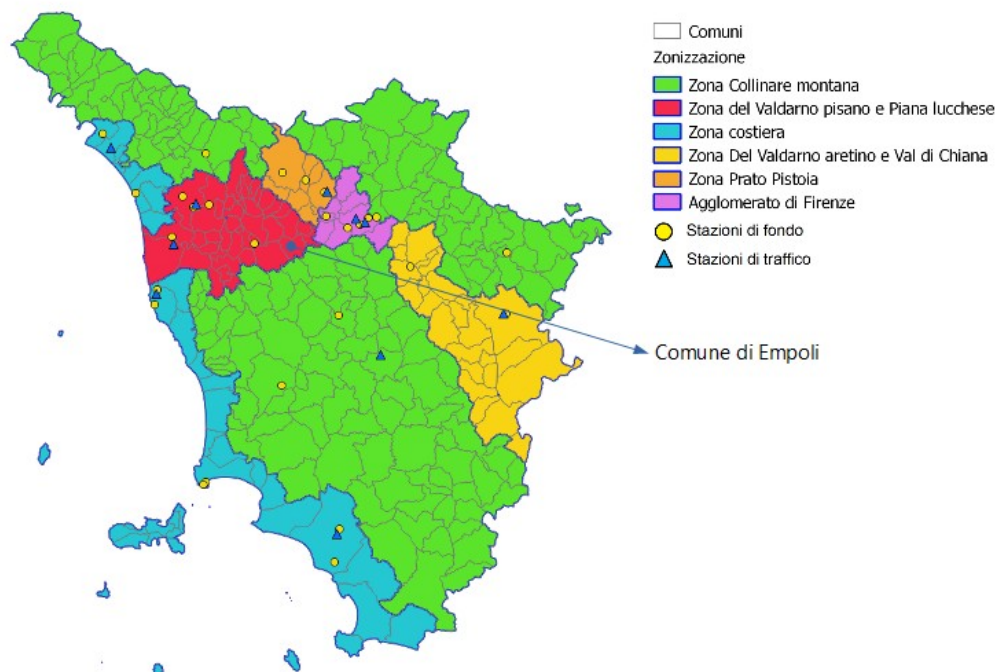 Comuni
Zonizzazione
Zona Collinare montana
Zona del Valdarno pisano e Piana lucchese
Zona costiera
Zona Del Valdarno aretino e Val di Chiana
Zona Prato Pistoia
Agglomerato di Firenze
Stazioni di fondo
Stazioni di traffico
Comune di Empoli